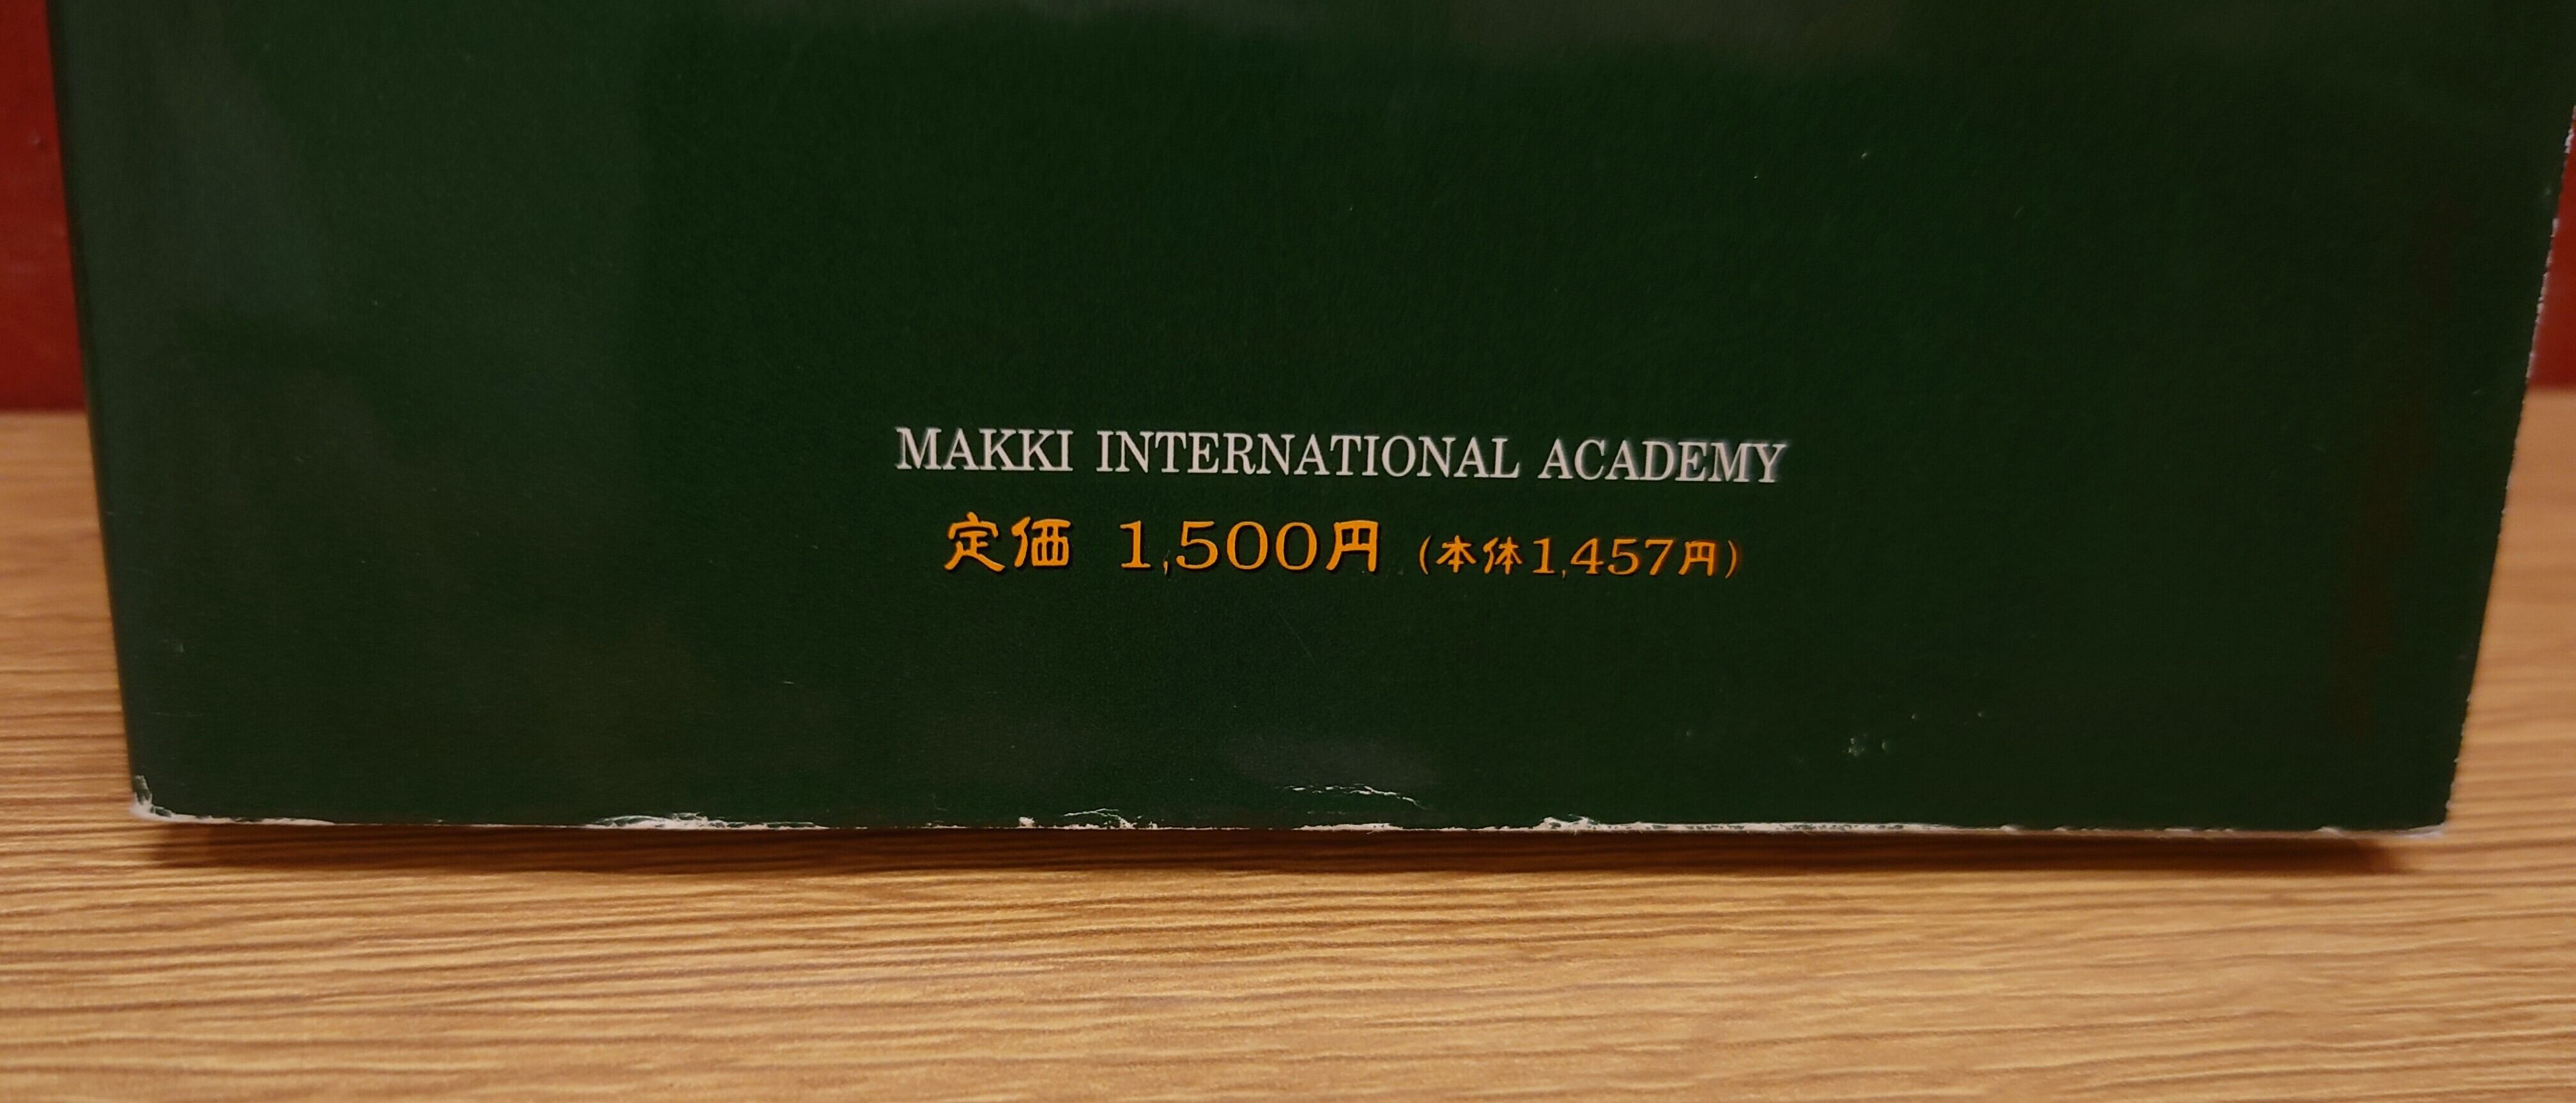 MAKKI INTERNATIONAL ACADEMY
定価 1,500円 (本体1,457円)